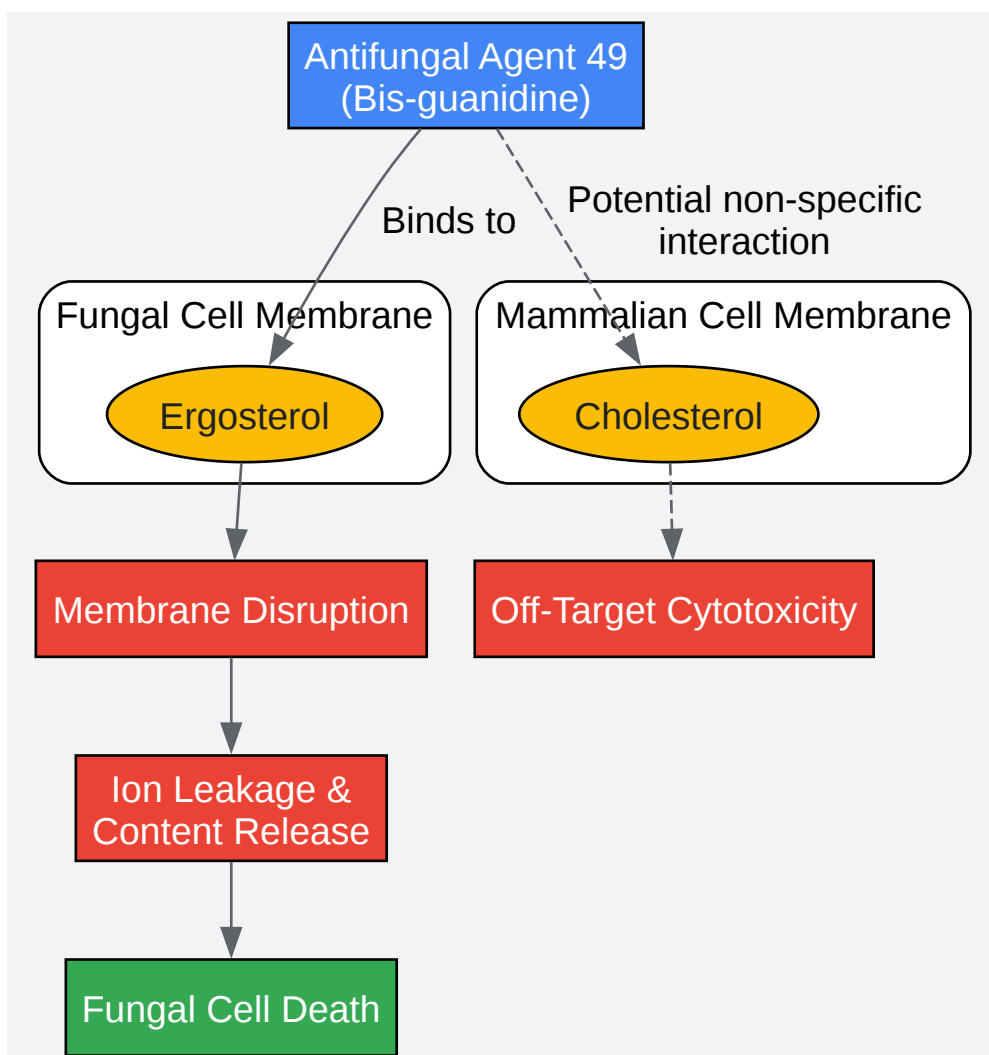 Antifungal Agent 49
(Bis-guanidine)
Binds to
Potential non-specific
interaction
Fungal Cell Membrane
Mammalian Cell Membrane
Ergosterol
Cholesterol
Membrane Disruption
Off-Target Cytotoxicity
Ion Leakage &
Content Release
Fungal Cell Death